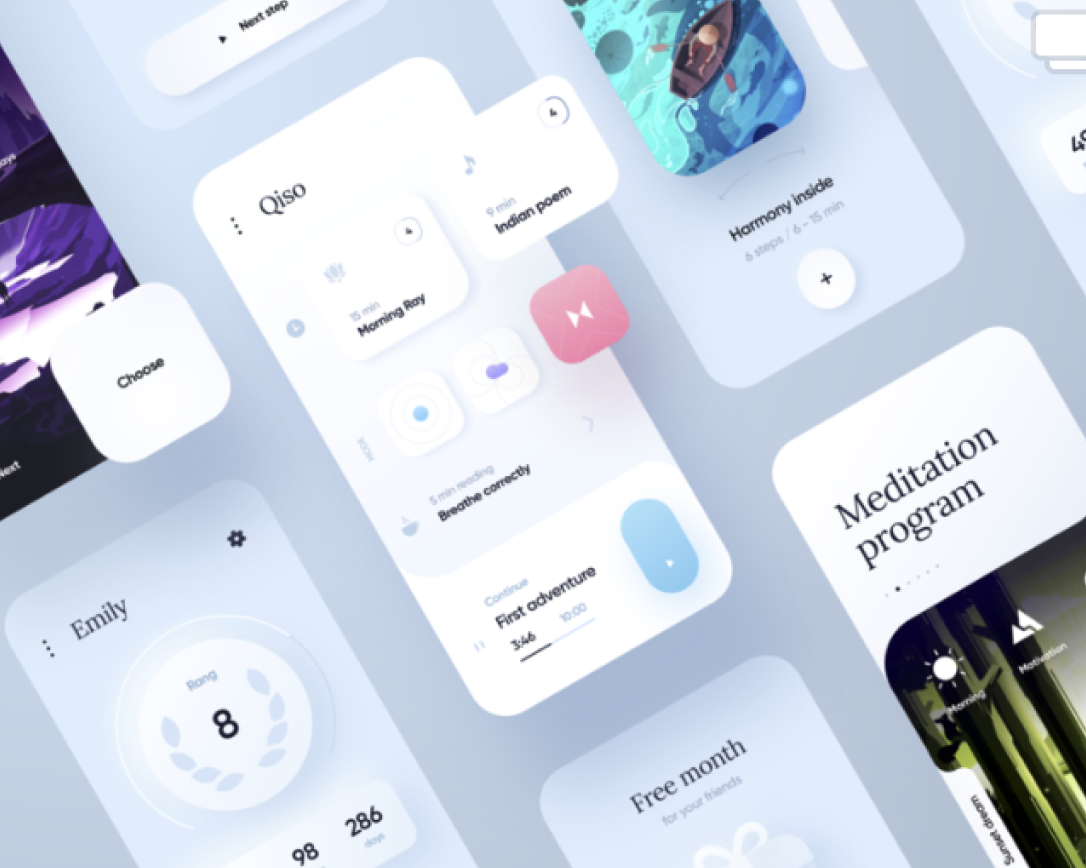 Next step
Qiso
9 min
Indian poem
15 min
Morning Ray
5 min reading
Breathe correctly
Continue
First adventure
3:46
10:00
Harmony inside
6 steps / 6 - 15 min
+
Choose
Next
Emily
Rang
8
98
286
days
Meditation
program
Morning
Motivation
Sunset dream
Free month
for your friends